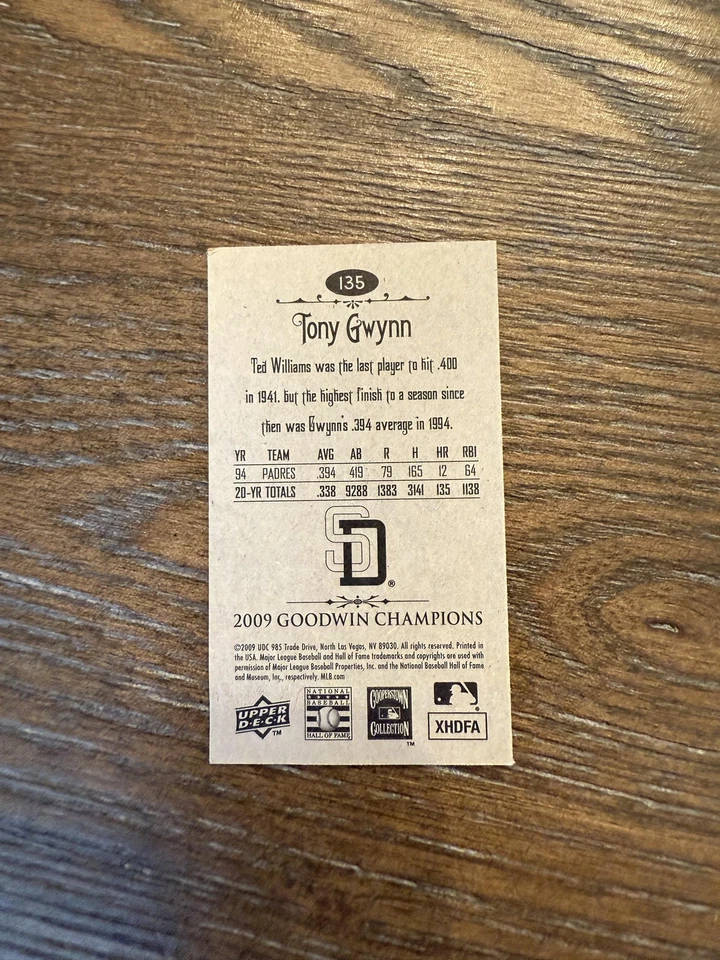 135
Tony Gwynn
Ted Williams was the last player to hit .400
in 1941, but the highest finish to a season since
then was Gwynn's .394 average in 1994.
YR TEAM AVG AB R H HR RBI
94 PADRES .394 419 79 165 12 64
20-YR TOTALS .338 9288 1383 3141 135 1138
SD®
2009 GOODWIN CHAMPIONS
©2009 UDC 985 Trade Drive, North Las Vegas, NV 89030. All rights reserved. Printed in
the USA. Major League Baseball and Hall of Fame trademarks and copyrights are used with
permission of Major League Baseball Properties, Inc. and the National Baseball Hall of Fame
and Museum, Inc., respectively. MLB.com
UPPER
D·E·C·K
TM
NATIONAL
BASEBALL
HALL OF FAME
COOPERSTOWN
COLLECTION
TM
XHDFA